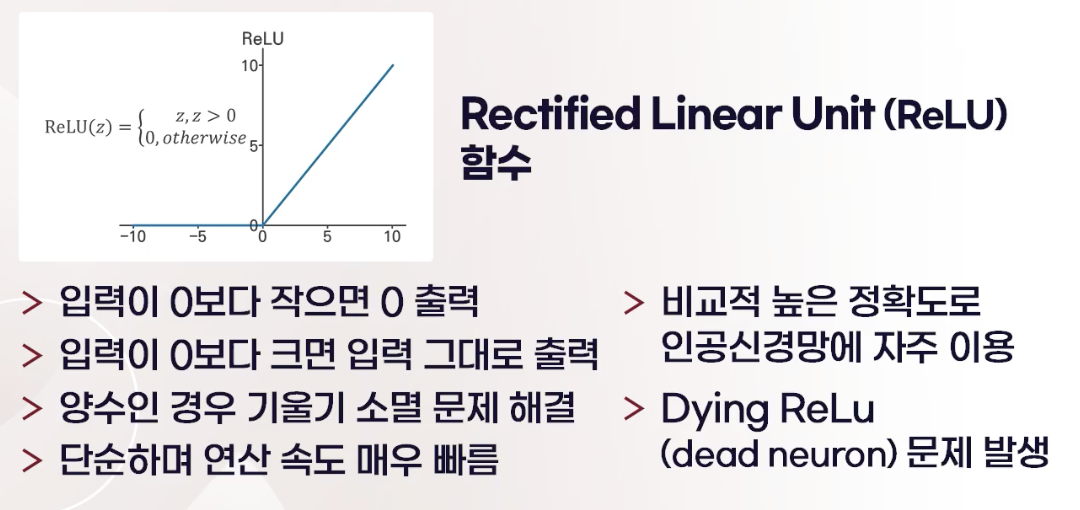 ReLU
10
ReLU(z) = { z, z > 0
0, otherwise
5
0
-10 -5 0 5 10
Rectified Linear Unit (ReLU)
함수
> 입력이 0보다 작으면 0 출력
> 입력이 0보다 크면 입력 그대로 출력
> 양수인 경우 기울기 소멸 문제 해결
> 단순하며 연산 속도 매우 빠름
> 비교적 높은 정확도로
인공신경망에 자주 이용
> Dying ReLu
(dead neuron) 문제 발생